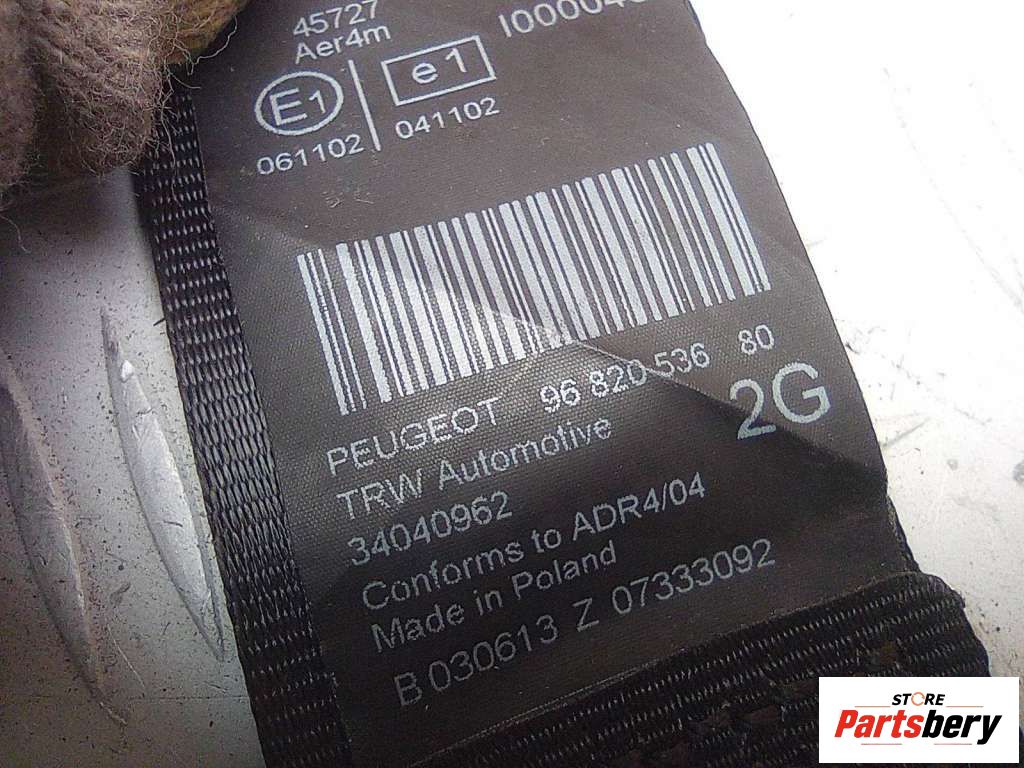 45727
Aer4m
E1
e1
061102
041102
PEUGEOT 96 820 536 80
2G
TRW Automotive
34040962
Conforms to ADR4/04
Made in Poland
B 030613 Z 07333092
STORE
Partsbery